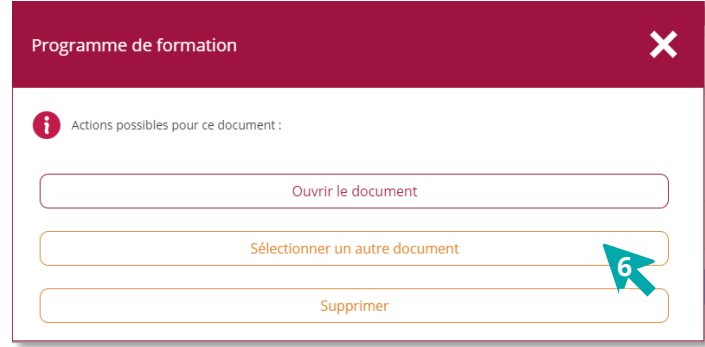 Programme de formation
Actions possibles pour ce document :
Ouvrir le document
Sélectionner un autre document
6
Supprimer